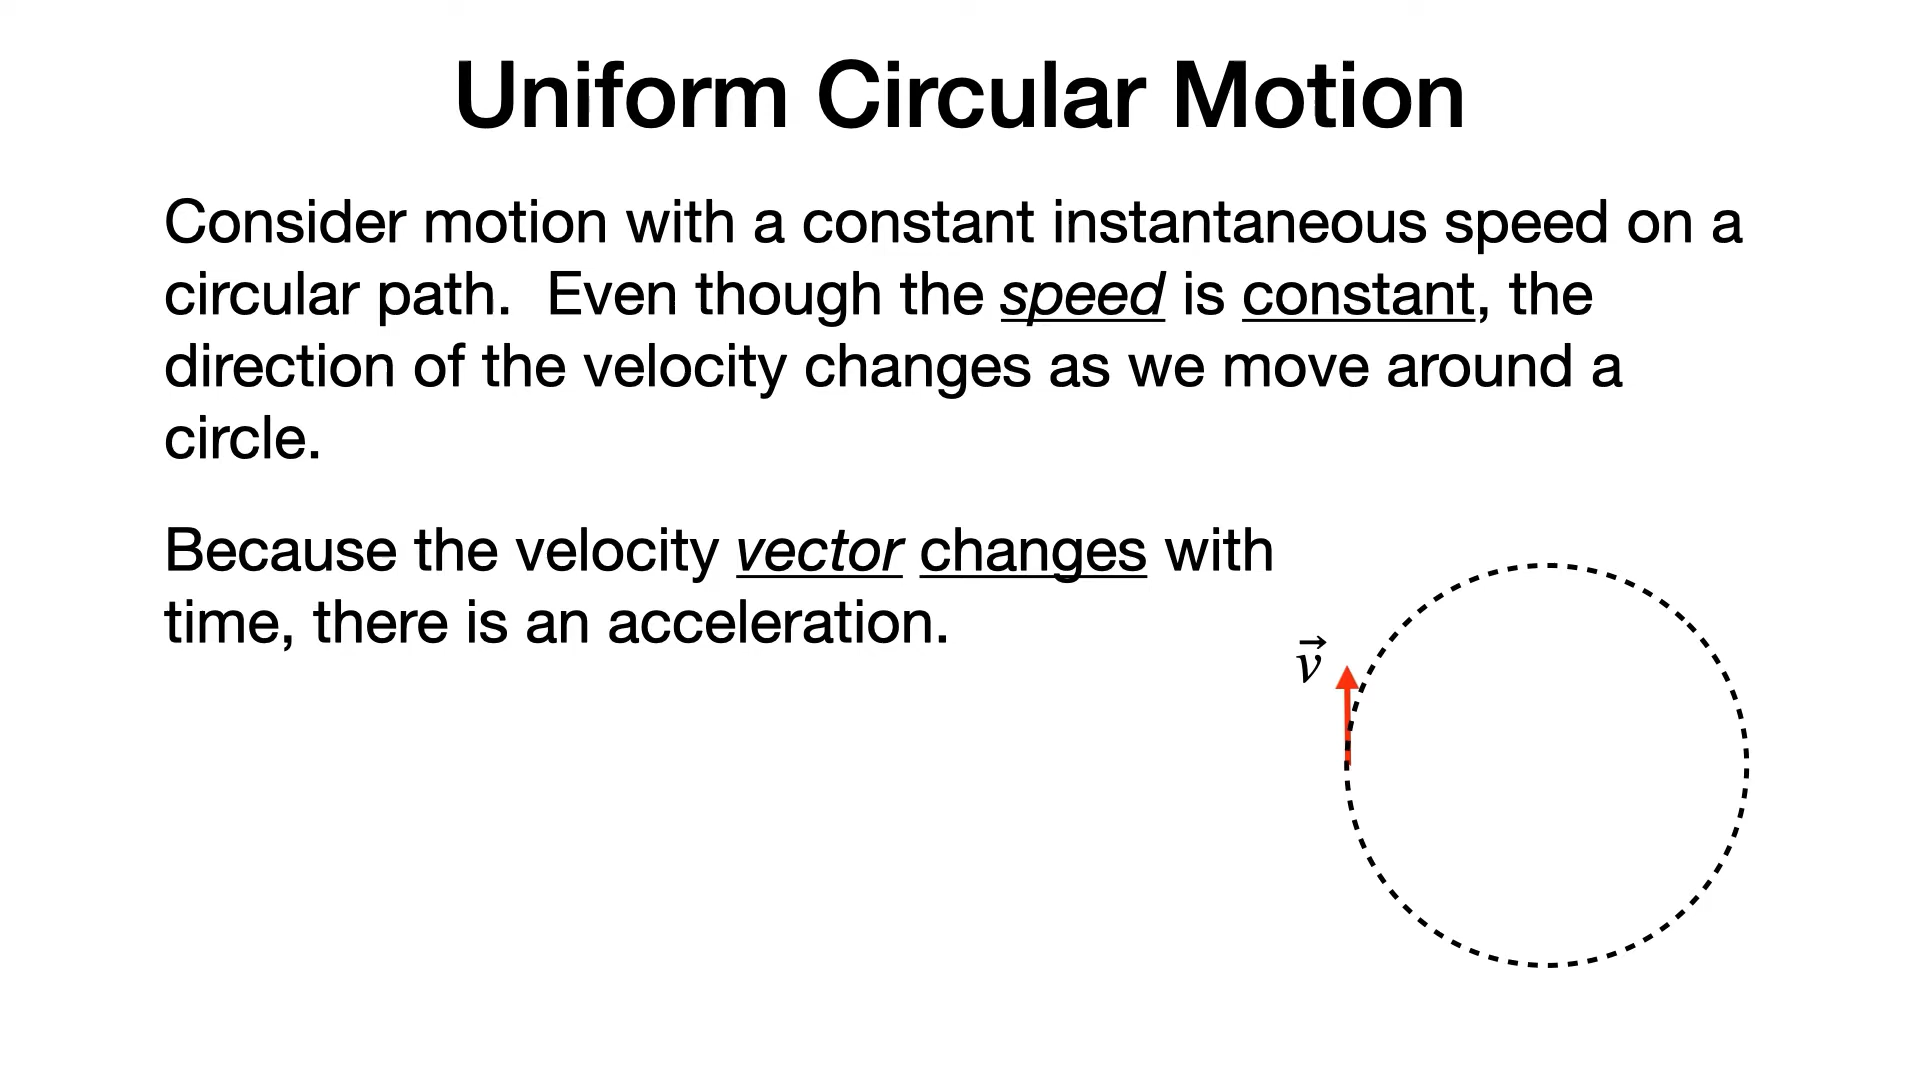 Uniform Circular Motion
Consider motion with a constant instantaneous speed on a
circular path.  Even though the speed is constant, the
direction of the velocity changes as we move around a
circle.
Because the velocity vector changes with
time, there is an acceleration.
v⃗